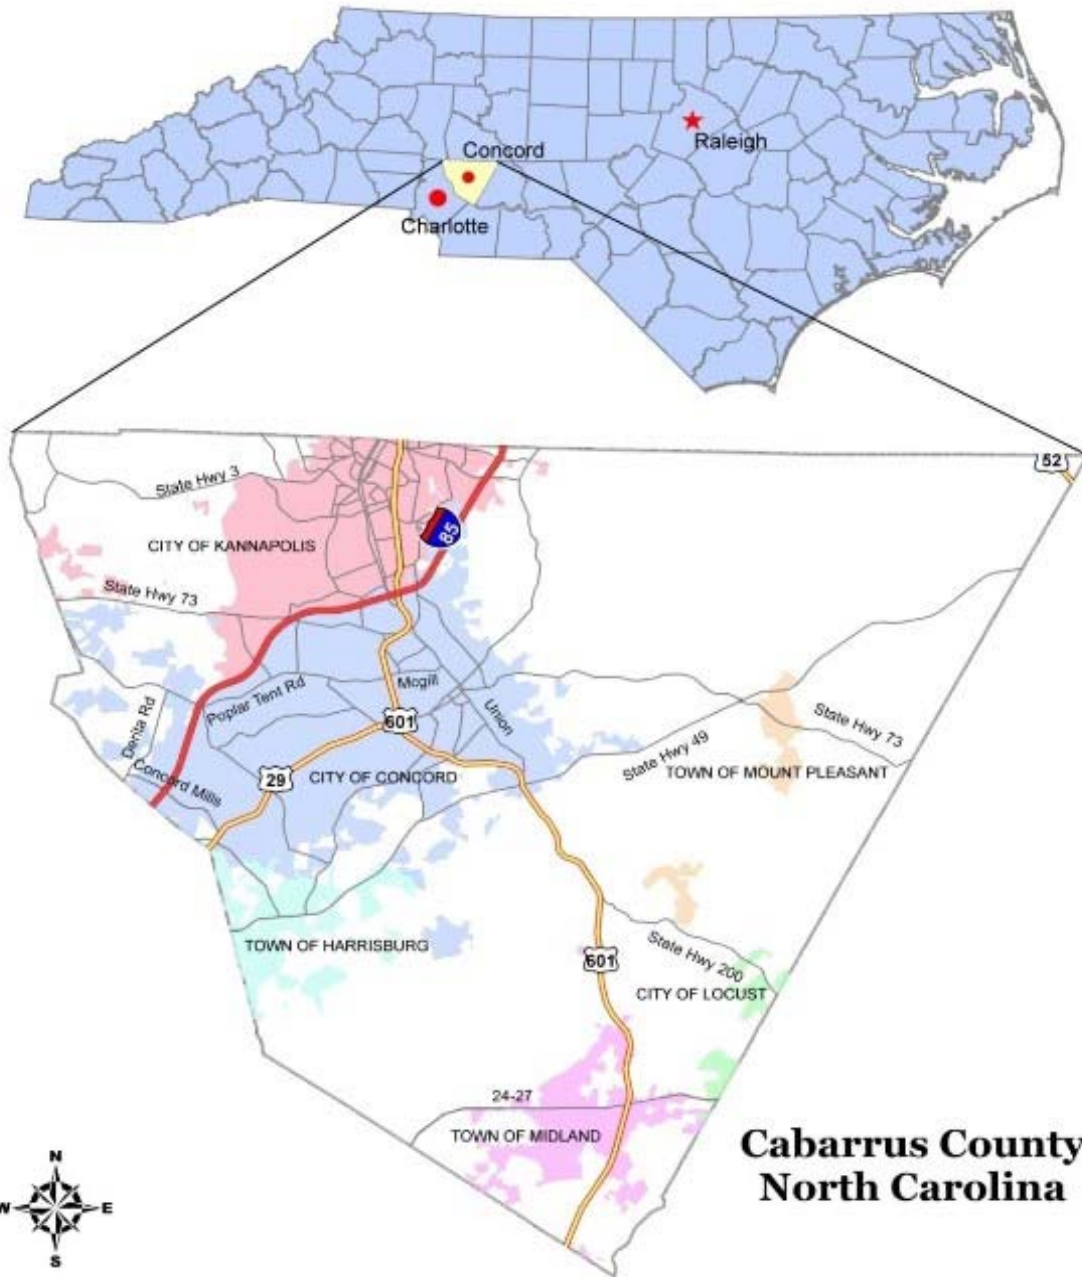 Raleigh
Concord
Charlotte
52
State Hwy 3
85
CITY OF KANNAPOLIS
State Hwy 73
Poplar Tent Rd
Mcgill
Union
Derita Rd
601
State Hwy 73
State Hwy 49
TOWN OF MOUNT PLEASANT
Concord Mills
29
CITY OF CONCORD
TOWN OF HARRISBURG
State Hwy 200
601
CITY OF LOCUST
24-27
TOWN OF MIDLAND
Cabarrus County
North Carolina
N
W
E
S